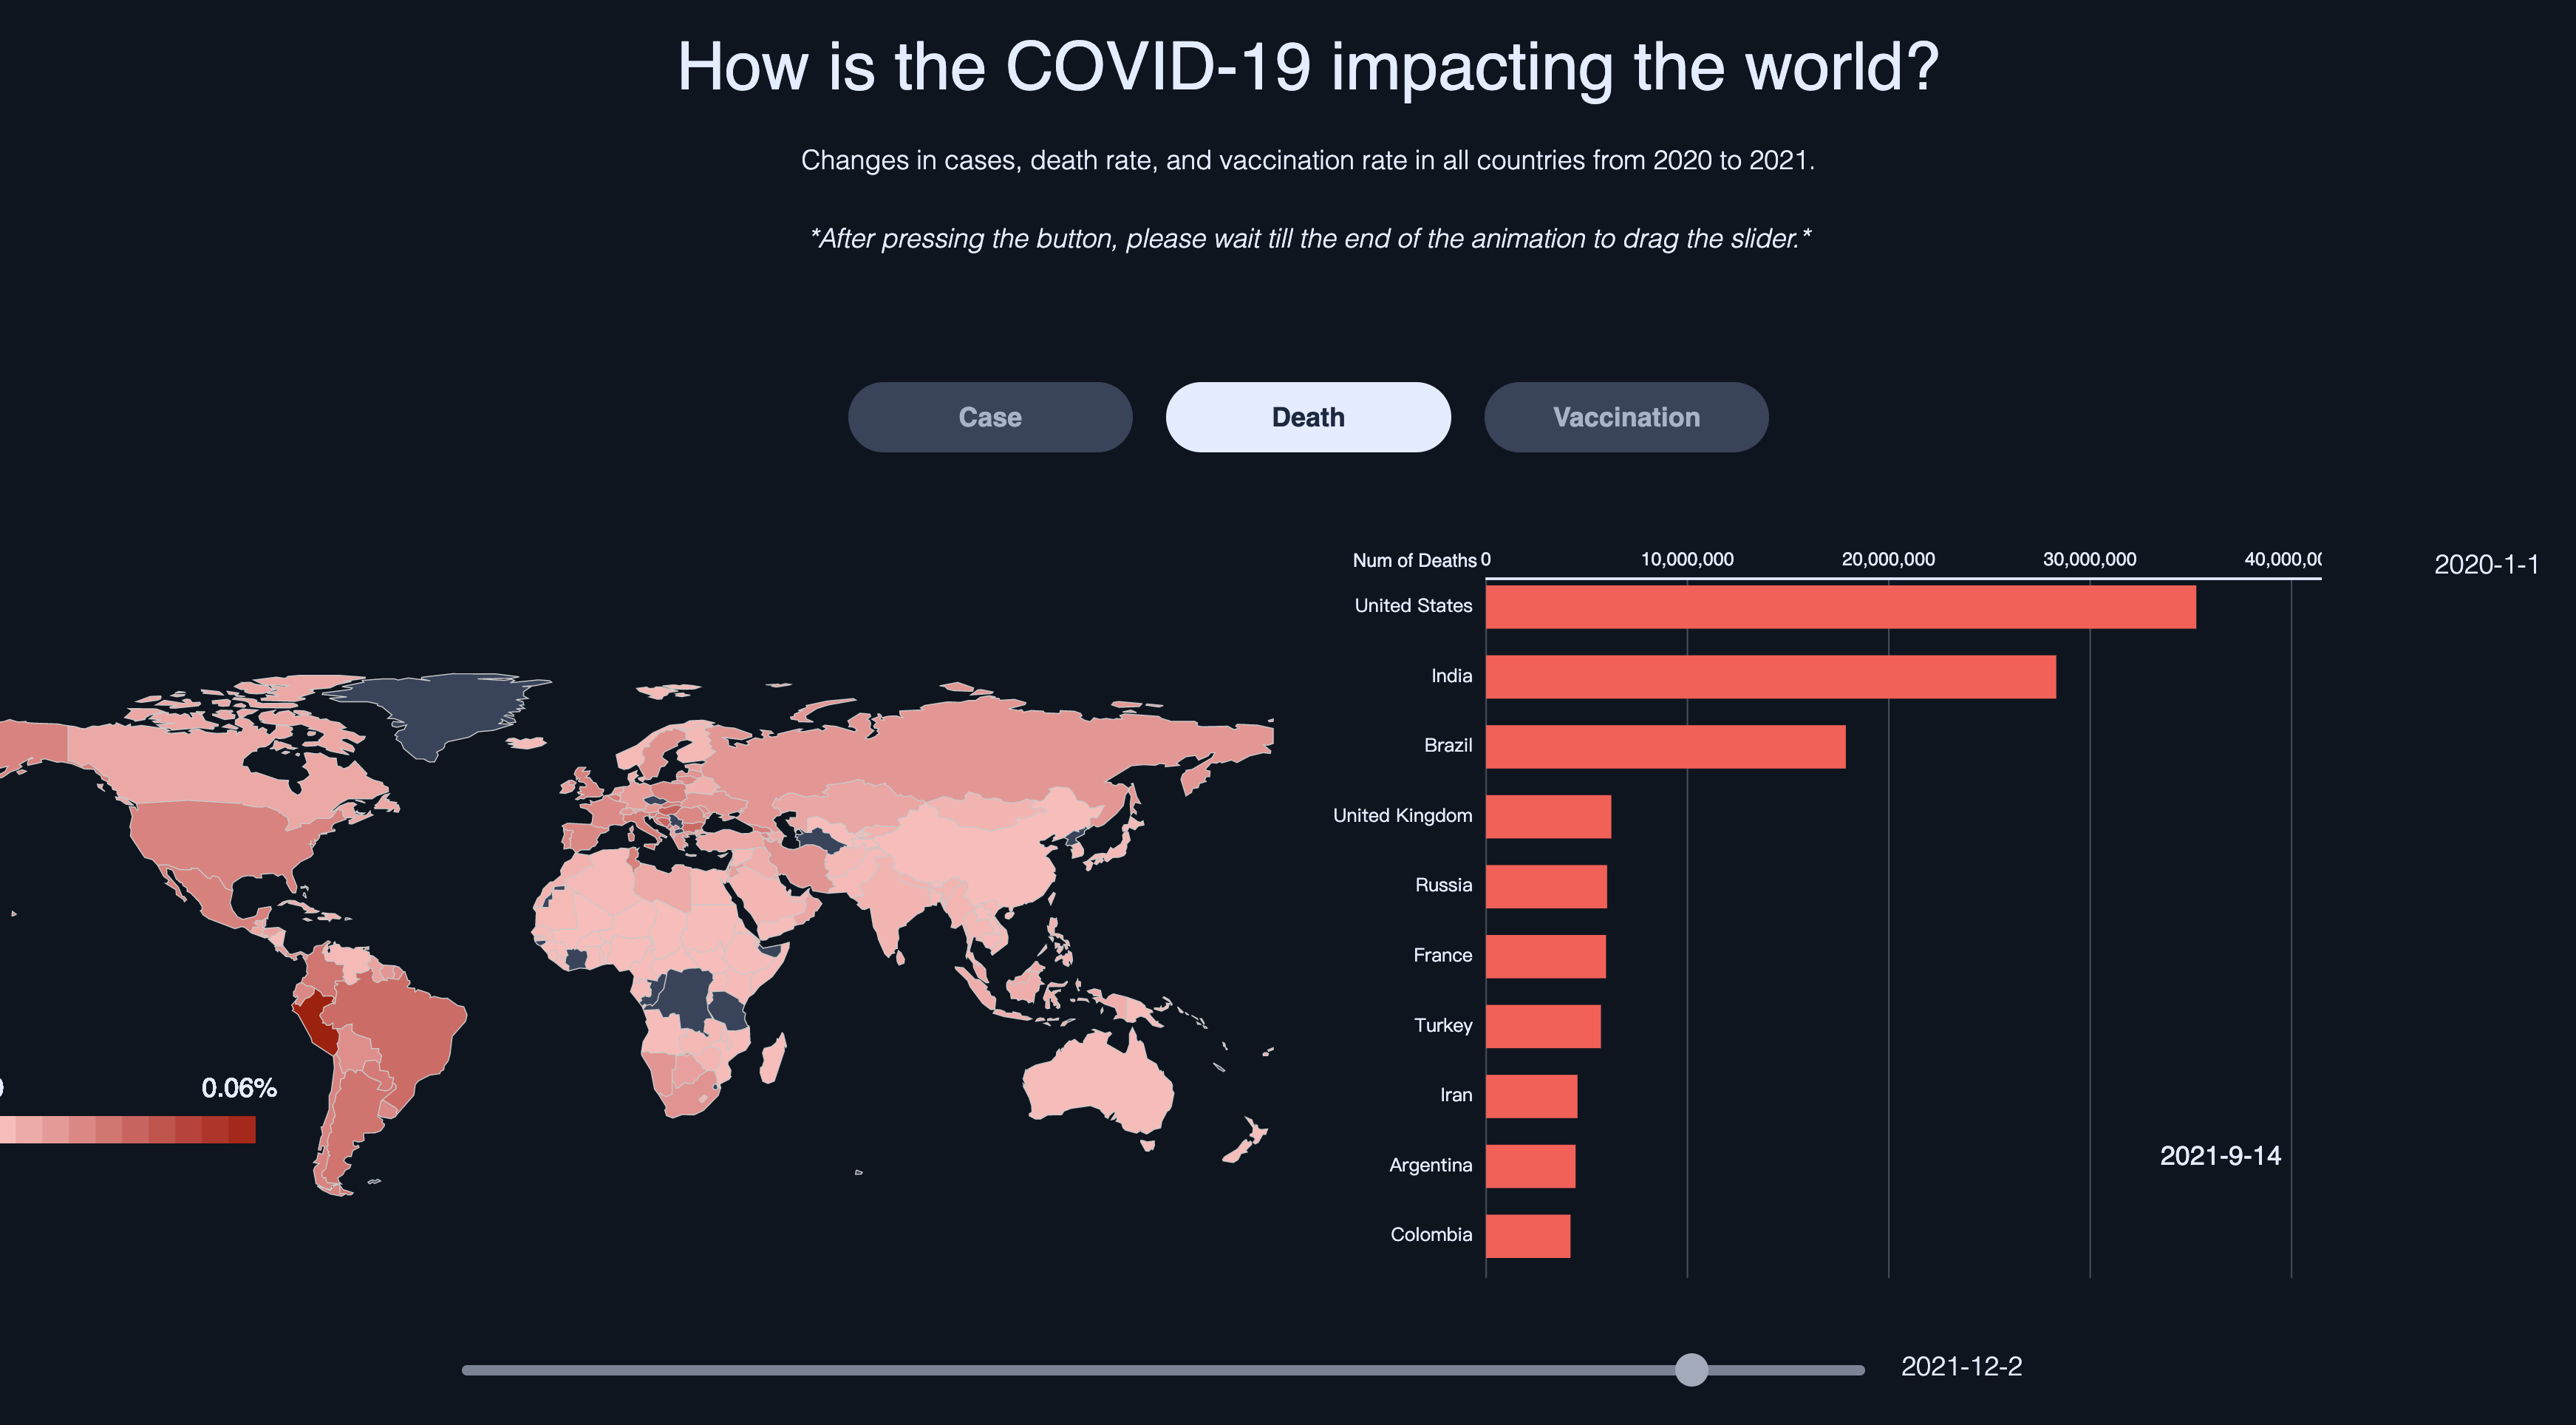 How is the COVID-19 impacting the world?
Changes in cases, death rate, and vaccination rate in all countries from 2020 to 2021.
*After pressing the button, please wait till the end of the animation to drag the slider.*
Case Death Vaccination
Num of Deaths 0 10,000,000 20,000,000 30,000,000 40,000,0
2020-1-1
United States
India
Brazil
United Kingdom
Russia
France
Turkey
Iran
Argentina
Colombia
0.06%
2021-9-14
2021-12-2